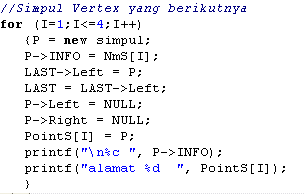 //Simpul Vertex yang berikutnya
for (I=1;I<=4;I++)
{P = new simpul;
P->INFO = NmS[I];
LAST->Left = P;
LAST = LAST->Left;
P->Left = NULL;
P->Right = NULL;
PointS[I] = P;
printf("\n%c ", P->INFO);
printf("alamat %d  ", PointS[I]);
}